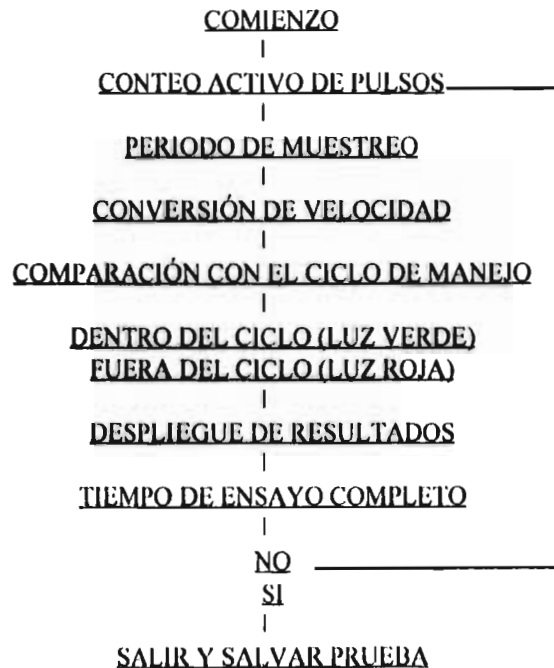 COMIENZO
CONTEO ACTIVO DE PULSOS
PERIODO DE MUESTREO
CONVERSIÓN DE VELOCIDAD
COMPARACIÓN CON EL CICLO DE MANEJO
DENTRO DEL CICLO (LUZ VERDE)
FUERA DEL CICLO (LUZ ROJA)
DESPLIEGUE DE RESULTADOS
TIEMPO DE ENSAYO COMPLETO
NO
SI
SALIR Y SALVAR PRUEBA